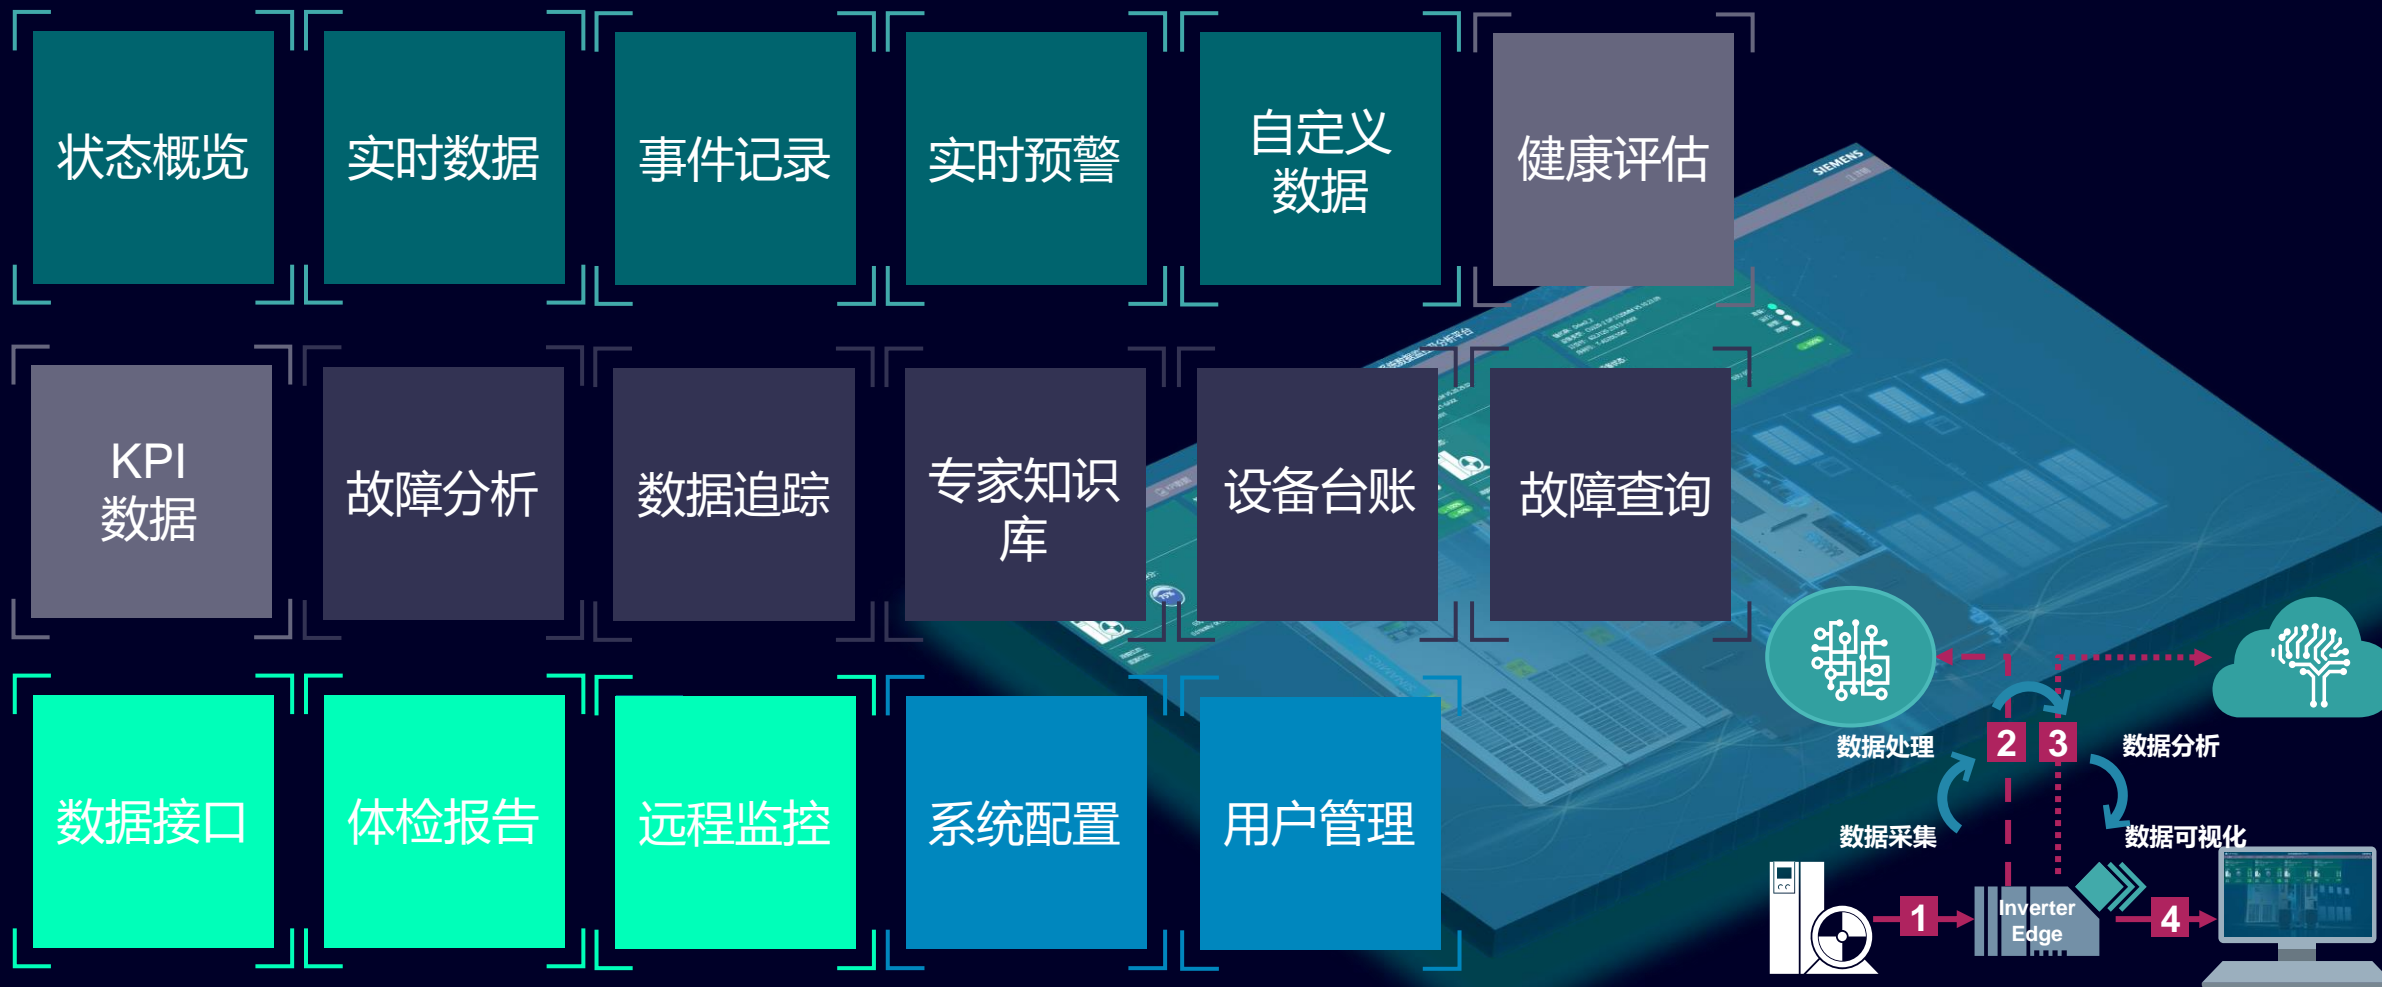 状态概览
实时数据
事件记录
实时预警
自定义
数据
健康评估
SIEMENS
KPI
数据
故障分析
数据追踪
专家知识
库
设备台账
故障查询
75%
数据接口
体检报告
远程监控
系统配置
用户管理
2
3
数据处理
数据分析
数据采集
数据可视化
1
Inverter
Edge
4